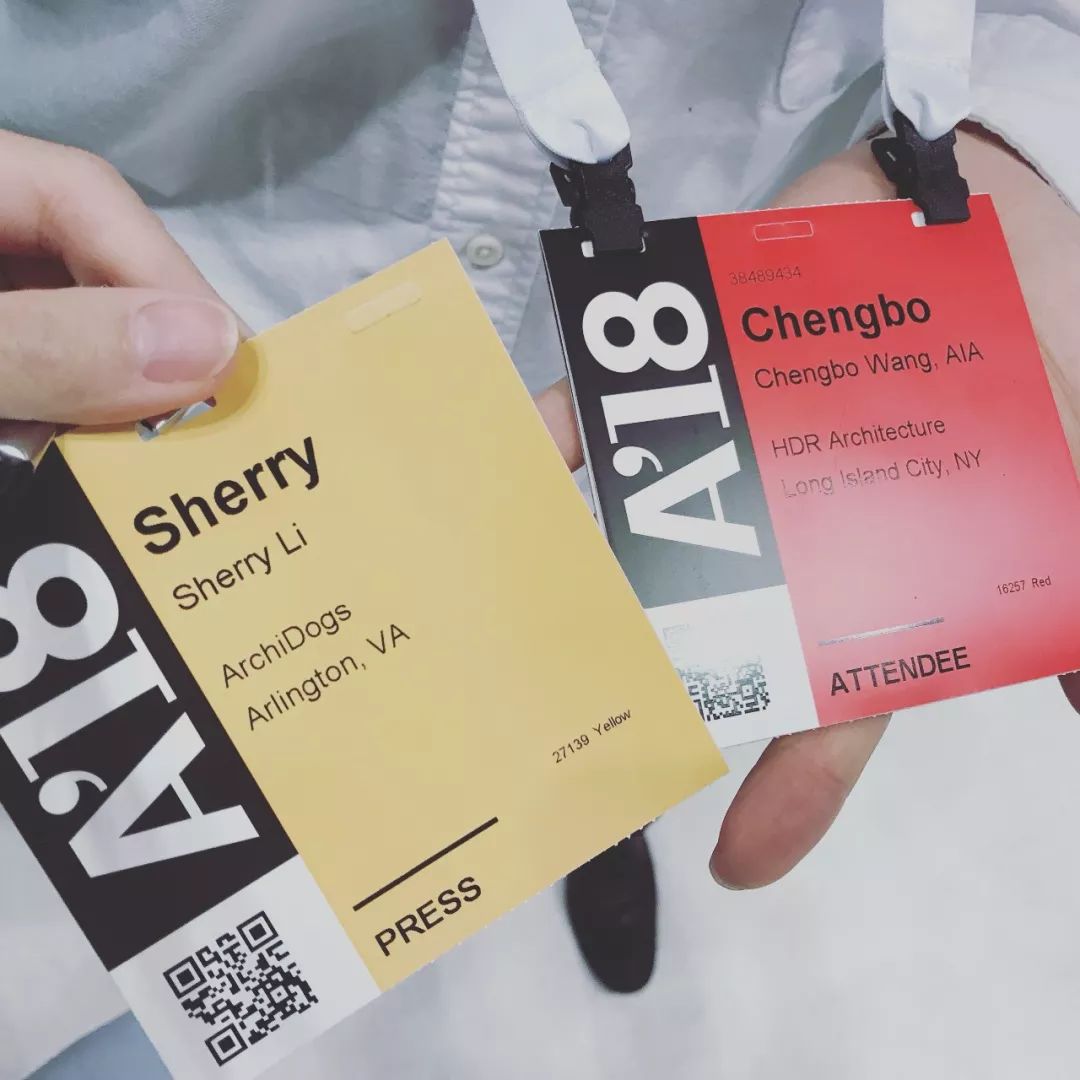 A'18
Sherry
Sherry Li
ArchiDogs
Arlington, VA
27139 Yellow
PRESS
A'18
38489434
Chengbo
Chengbo Wang, AIA
HDR Architecture
Long Island City, NY
16257 Red
ATTENDEE